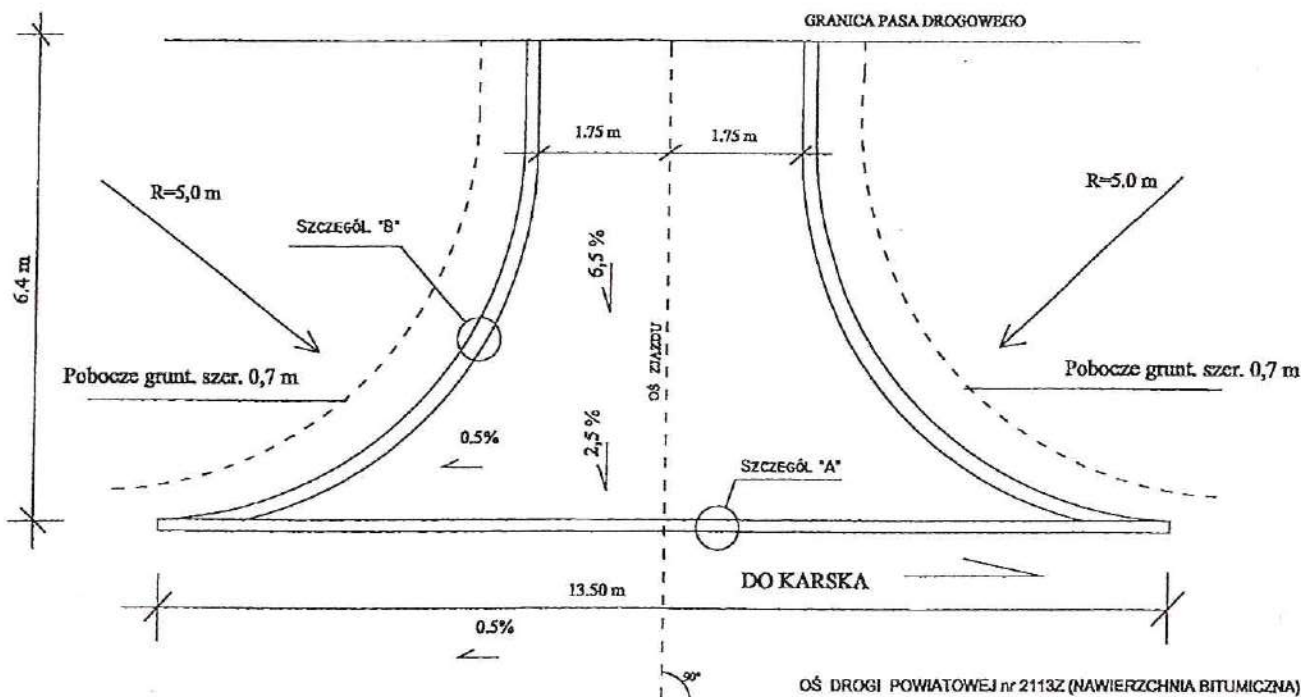 GRANICA PASA DROGOWEGO
1.75 m
1.75 m
R=5,0 m
R=5.0 m
SZCZEGÓŁ "B"
6,5 %
6.4 m
OŚ ZJAZDU
Pobocze grunt. szer. 0,7 m
Pobocze grunt. szer. 0,7 m
0.5%
2,5 %
SZCZEGÓŁ "A"
DO KARSKA
13.50 m
0.5%
90°
OŚ DROGI POWIATOWEJ nr 2113Z (NAWIERZCHNIA BITUMICZNA)